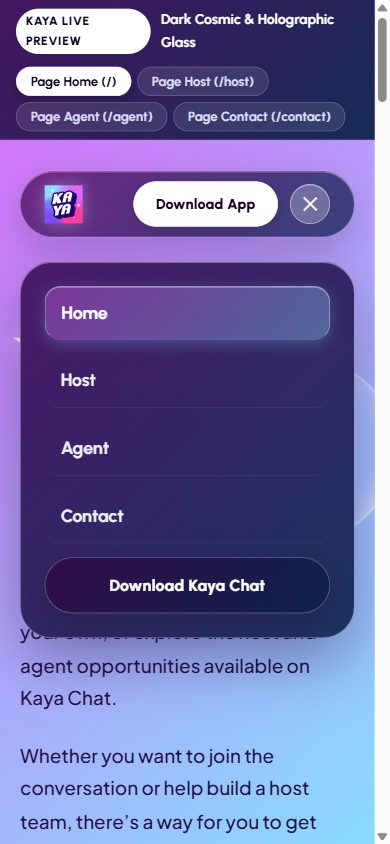 KAYA LIVE
PREVIEW
Dark Cosmic & Holographic
Glass
Page Home (/)
Page Host (/host)
Page Agent (/agent)
Page Contact (/contact)
KA
YA
Download App
Home
Host
Agent
Contact
Download Kaya Chat
agent opportunities available on
Kaya Chat.
Whether you want to join the
conversation or help build a host
team, there's a way for you to get